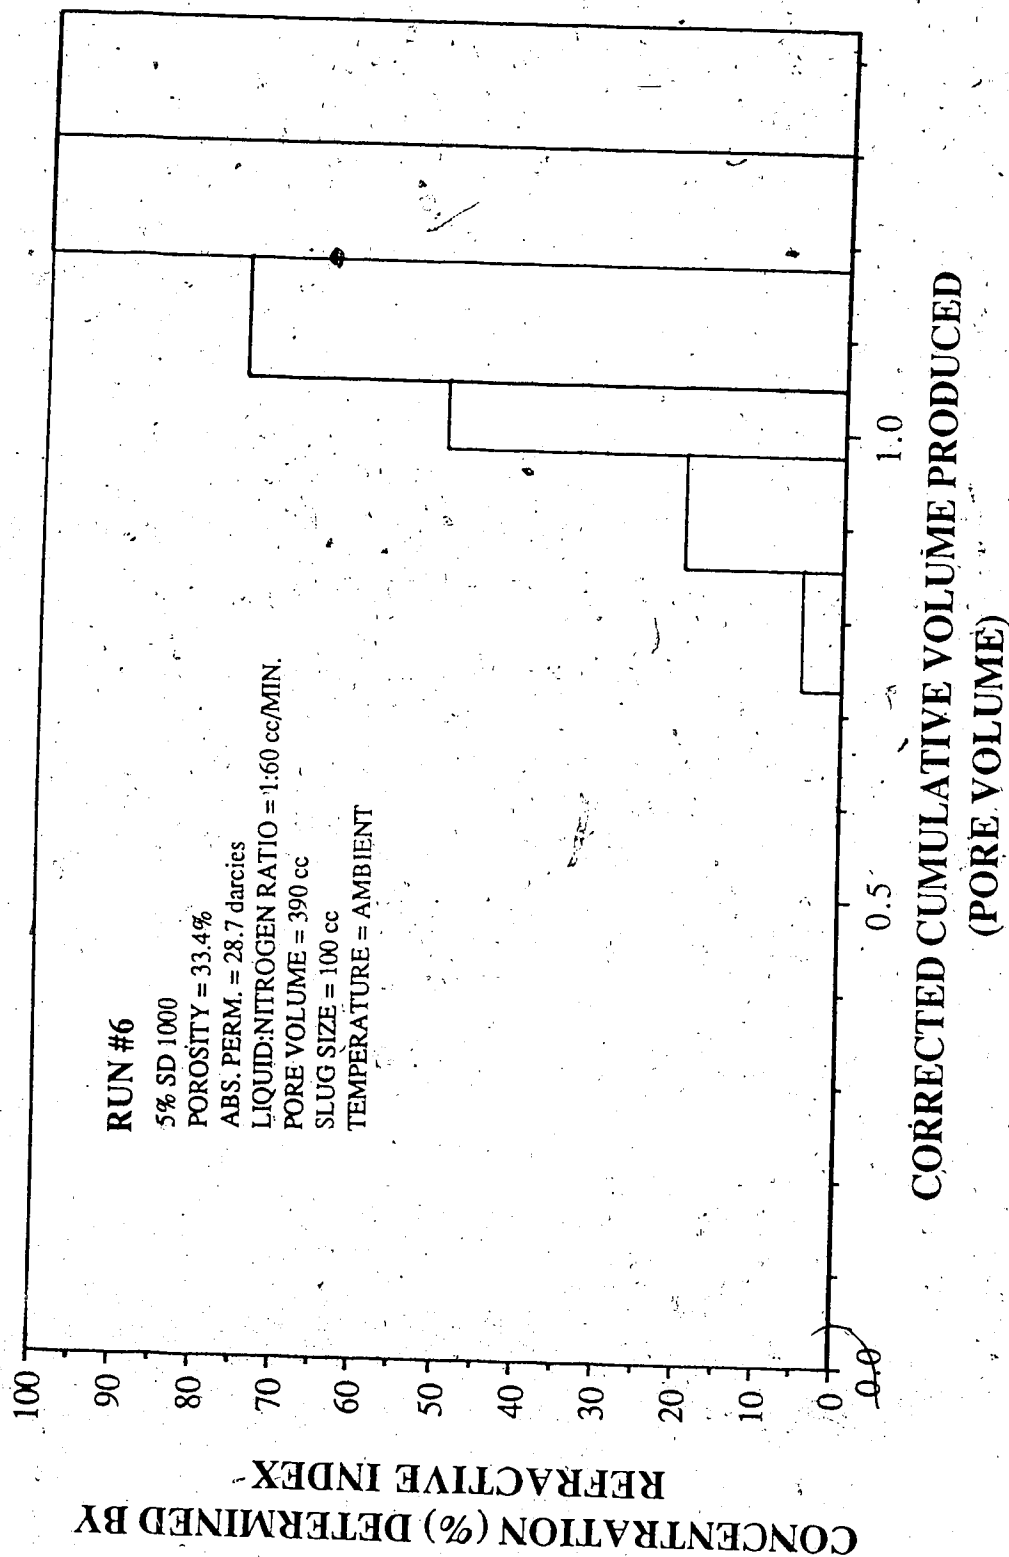 CONCENTRATION (%) DETERMINED BY
REFRACTIVE INDEX
100
90
80
70
60
50
40
30
20
10
0
RUN #6
5% SD 1000
POROSITY = 33.4%
ABS. PERM. = 28.7 darcies
LIQUID:NITROGEN RATIO = 1:60 cc/MIN.
PORE VOLUME = 390 cc
SLUG SIZE = 100 cc
TEMPERATURE = AMBIENT
0.0
0.5
1.0
CORRECTED CUMULATIVE VOLUME PRODUCED
(PORE VOLUME)